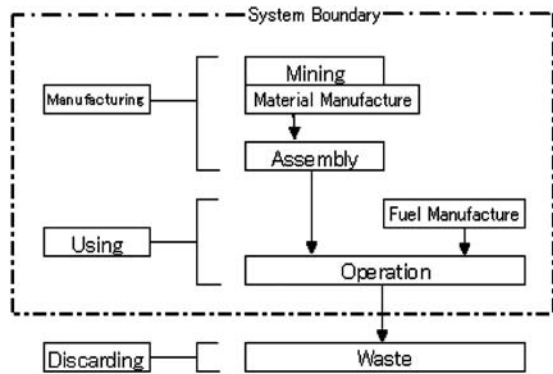 System Boundary
Mining
Manufacturing
Material Manufacture
Assembly
Fuel Manufacture
Using
Operation
Discarding
Waste